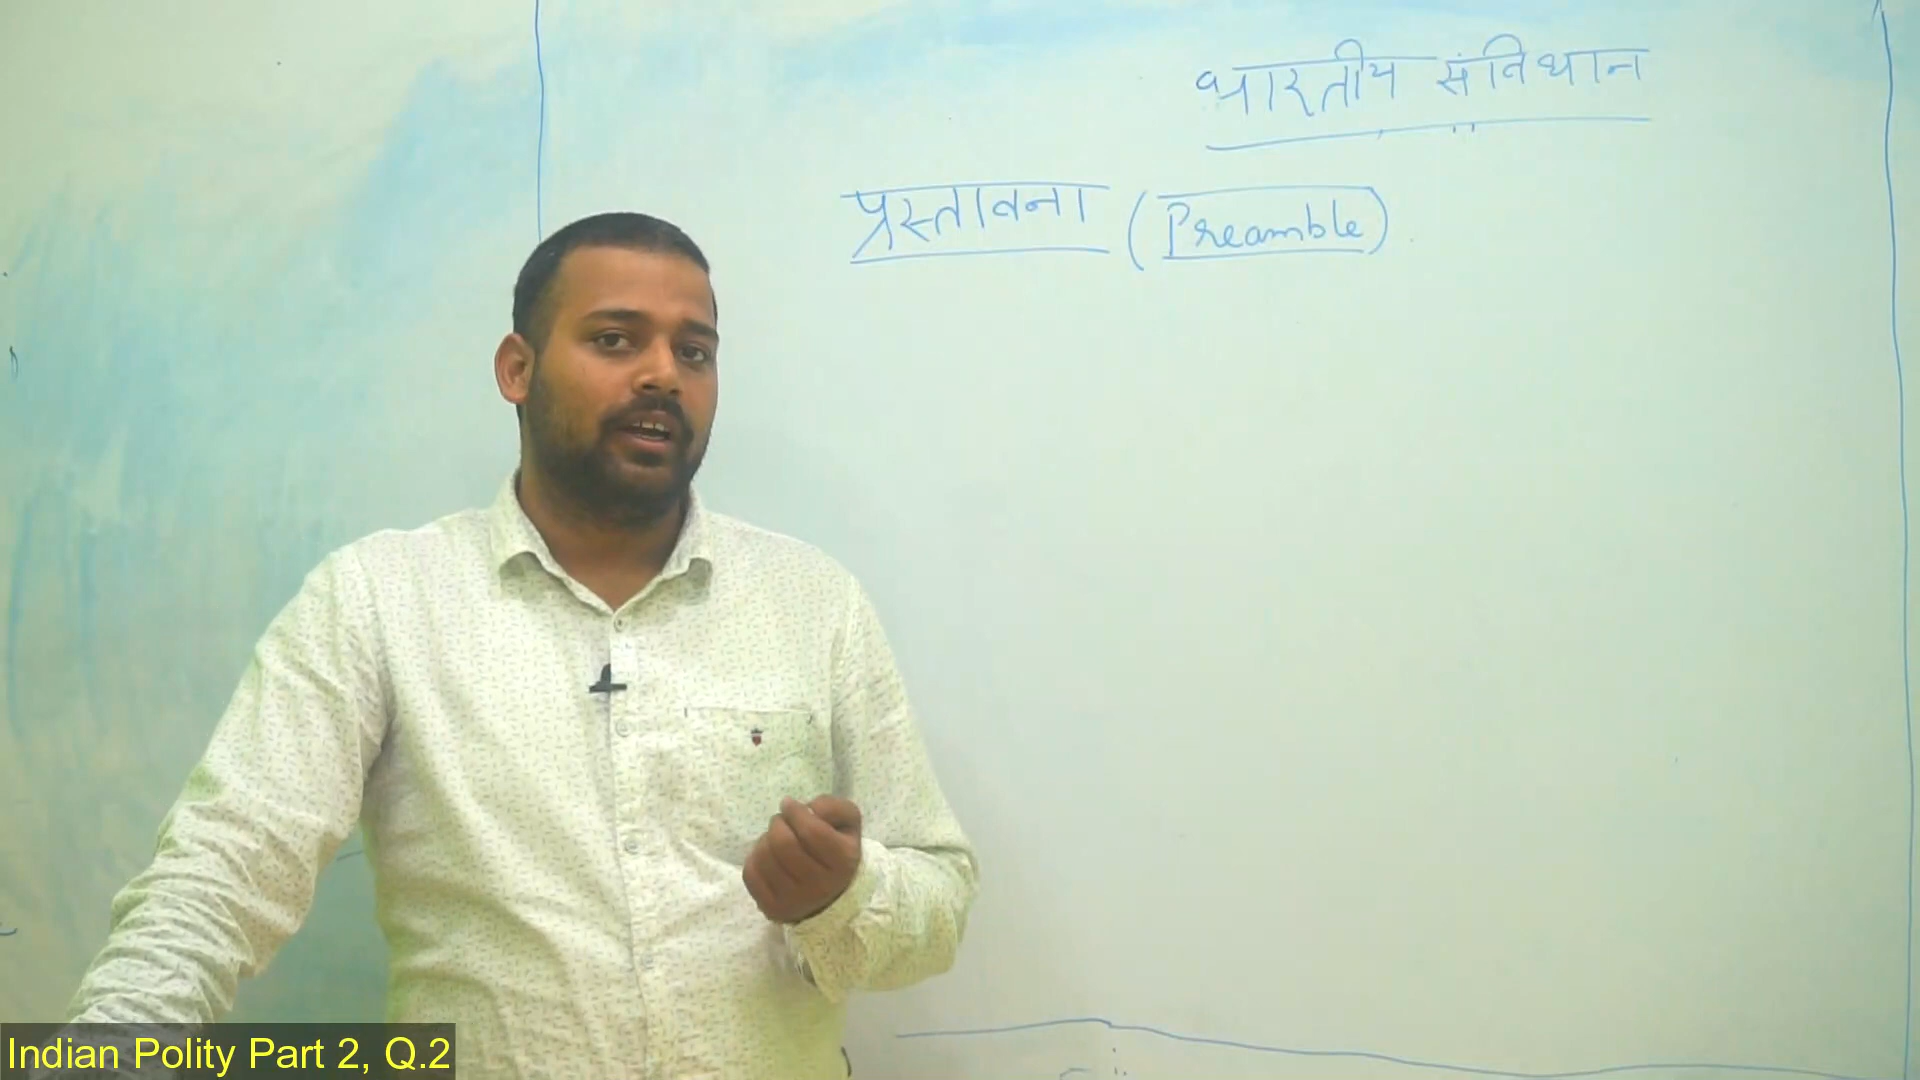 भारतीय संविधान
प्रस्तावना (Preamble)
Indian Polity Part 2, Q.2